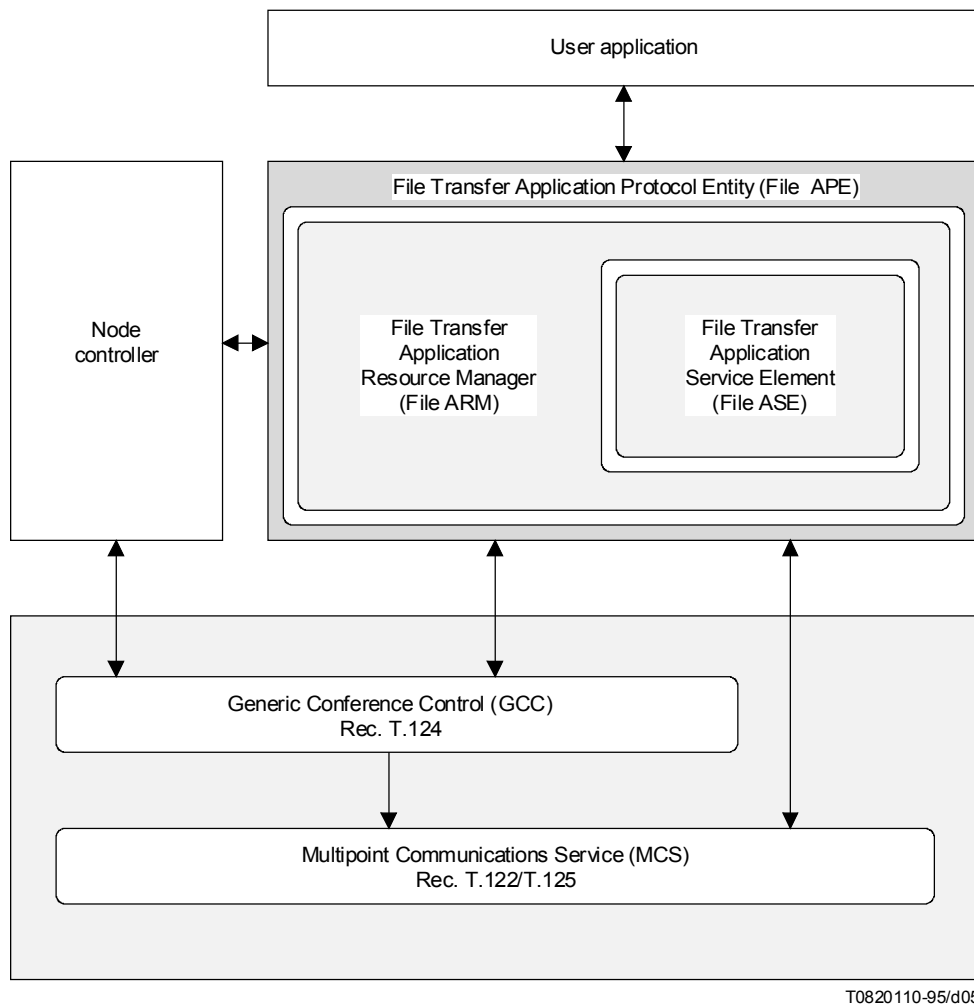 User application
File Transfer Application Protocol Entity (File APE)
Node
controller
File Transfer
Application
Resource Manager
(File ARM)
File Transfer
Application
Service Element
(File ASE)
Generic Conference Control (GCC)
Rec. T.124
Multipoint Communications Service (MCS)
Rec. T.122/T.125
T0820110-95/d05